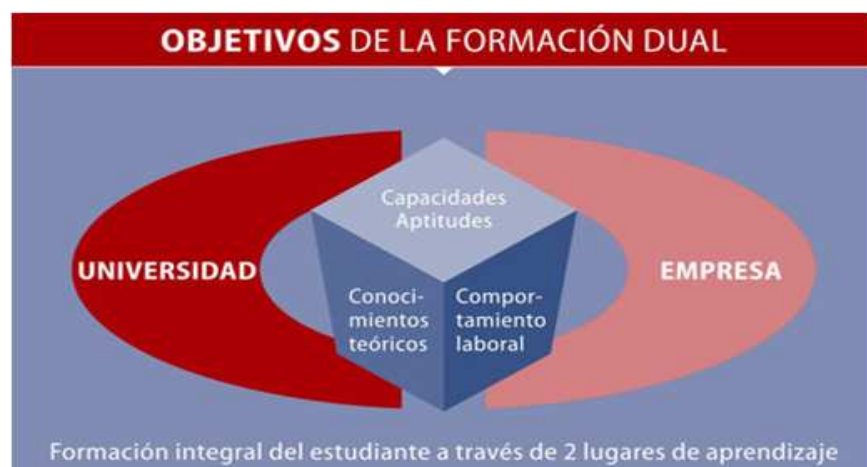 OBJETIVOS DE LA FORMACIÓN DUAL
Capacidades
Aptitudes
UNIVERSIDAD
EMPRESA
Conoci-
mientos
teóricos
Compor-
tamiento
laboral
Formación integral del estudiante a través de 2 lugares de aprendizaje